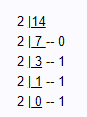 2 |14
2 | 7 -- 0
2 | 3 -- 1
2 | 1 -- 1
2 | 0 -- 1